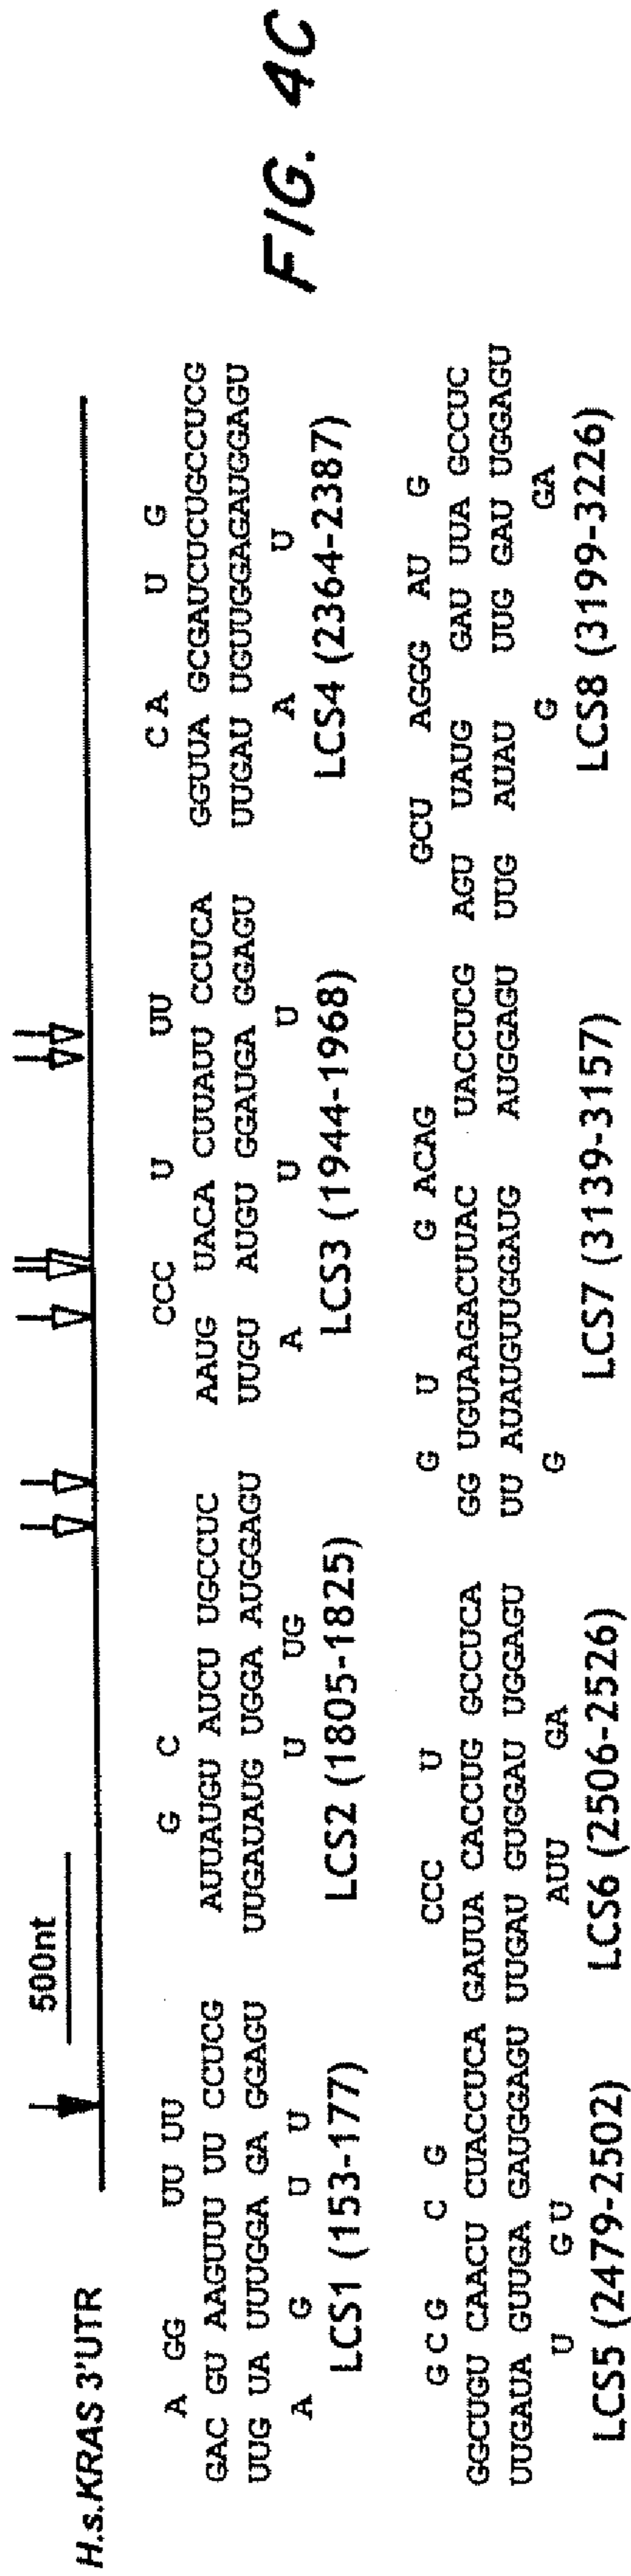 H.s.KRAS 3'UTR
500nt
A GG UU UU
GAC GU AAGUUU UU CCUCG
UUG UA UUUGGA GA GGAGU
A G U U
LCS1 (153-177)
G C
AUUAUGU AUCU UGCCUC
UUGAUAUG UGGA AUGGAGU
U UG
LCS2 (1805-1825)
CCC U UU
AAUG UACA CUUAUU CCUCA
UUGU AUGU GGAUGA GGAGU
A U U
LCS3 (1944-1968)
C A U G
GGUUA GCGAUCUCUGCCUCG
UUGAU UGUUGGAGAUGGAGU
A U
LCS4 (2364-2387)
G C G C G
GGCUGU CAACU CUACCUCA
UUGAUA GUUGA GAUGGAGU
U G U
LCS5 (2479-2502)
CCC U
GAUUA CACCUG GCCUCA
UUGAU GUGGAU UGGAGU
AUU GA
LCS6 (2506-2526)
G U G ACAG
GG UGUAAGACUUAC UACCUCG
UU AUAUGUUGGAUG AUGGAGU
G
LCS7 (3139-3157)
GCU AGGG AU G
AGU UAUG GAU UUA GCCUC
UUG AUAU UUG GAU UGGAGU
G GA
LCS8 (3199-3226)
FIG. 4C